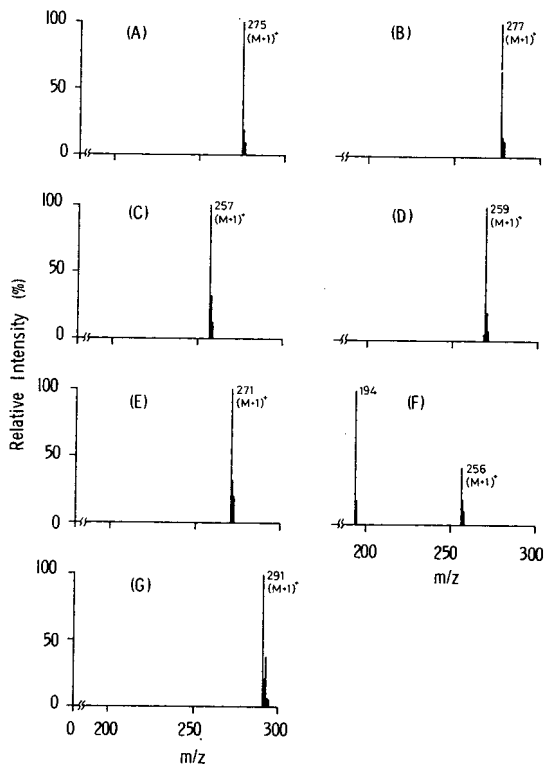 100
50
0
(A)
275
(M+1)+
(B)
277
(M+1)+
100
50
0
(C)
257
(M+1)+
(D)
259
(M+1)+
Relative Intensity (%)
100
50
0
(E)
271
(M+1)+
194
(F)
256
(M+1)+
200
250
300
m/z
100
50
0
(G)
291
(M+1)+
0
200
250
300
m/z